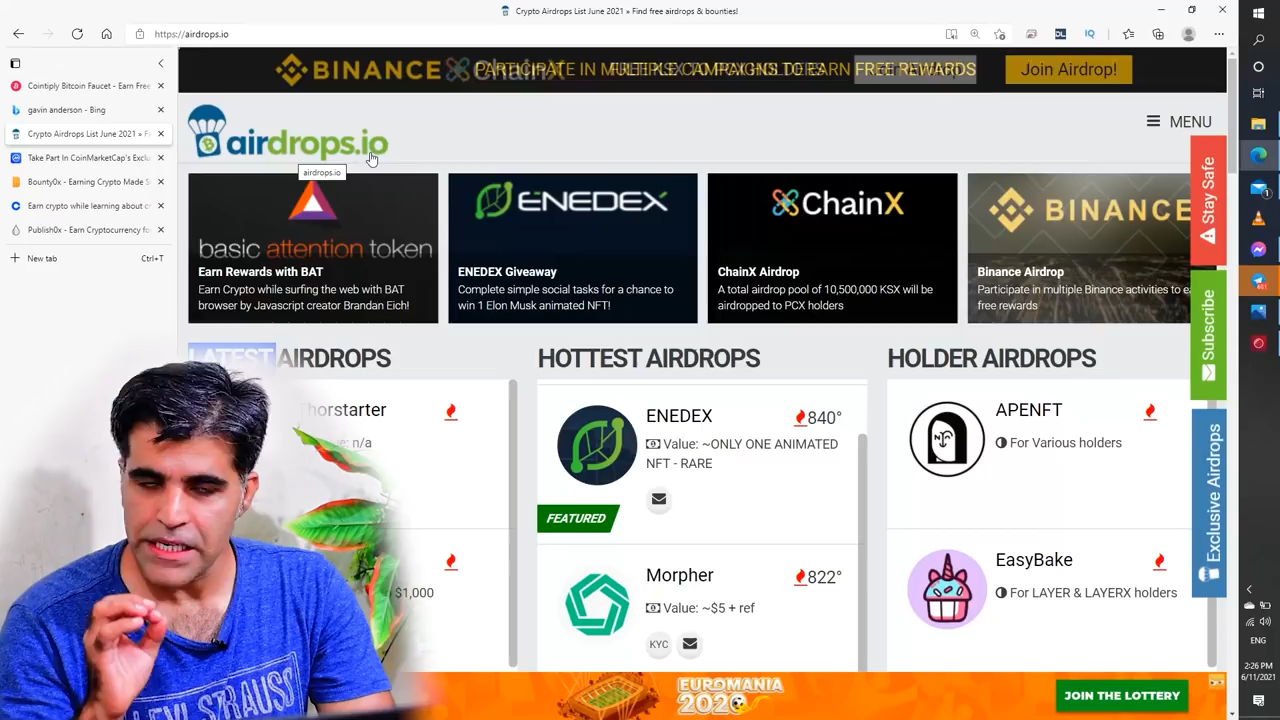 Crypto Airdrops List June 2021 » Find free airdrops & bounties!
https://airdrops.io
Cointiply Bitcoin Faucet - Earn Free
gavin anderson - Bing
Crypto Airdrops List June 2021 » Fi
Take Part In CoinMarketCap's Exclu
Bounty0x - Earning Crypto Made S
Earn crypto while learning about c
Publish0x - Earn Cryptocurrency fo
New tab
Ctrl+T
BINANCE
FREE REWARDS
Join Airdrop!
airdrops.io
MENU
airdrops.io
basic attention token
Earn Rewards with BAT
Earn Crypto while surfing the web with BAT
browser by Javascript creator Brandan Eich!
ENEDEX
ENEDEX Giveaway
Complete simple social tasks for a chance to
win 1 Elon Musk animated NFT!
ChainX
ChainX Airdrop
A total airdrop pool of 10,500,000 KSX will be
airdropped to PCX holders
BINANCE
Binance Airdrop
Participate in multiple Binance activities to ea
free rewards
Stay Safe
Subscribe
Exclusive Airdrops
LATEST AIRDROPS
Thorstarter
n/a
$1,000
HOTTEST AIRDROPS
ENEDEX
840°
Value: ~ONLY ONE ANIMATED
NFT - RARE
FEATURED
Morpher
822°
Value: ~$5 + ref
KYC
HOLDER AIRDROPS
APENFT
For Various holders
EasyBake
For LAYER & LAYERX holders
EUROMANIA
2020
JOIN THE LOTTERY
ENG
2:26 PM
6/11/2021
LEVI STRAUSS